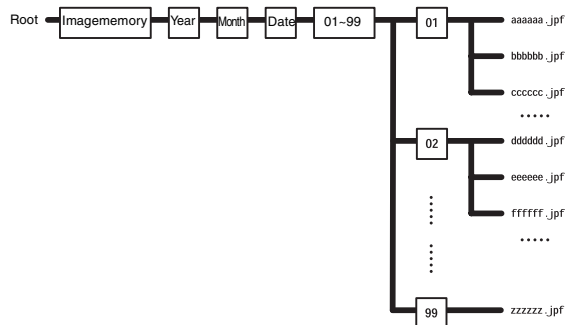 Root Imagememory Year Month Date 01~99 01 aaaaaa.jpf
bbbbbb.jpf
cccccc.jpf
.....
02 dddddd.jpf
eeeeee.jpf
ffffff.jpf
.....
99 zzzzzz.jpf